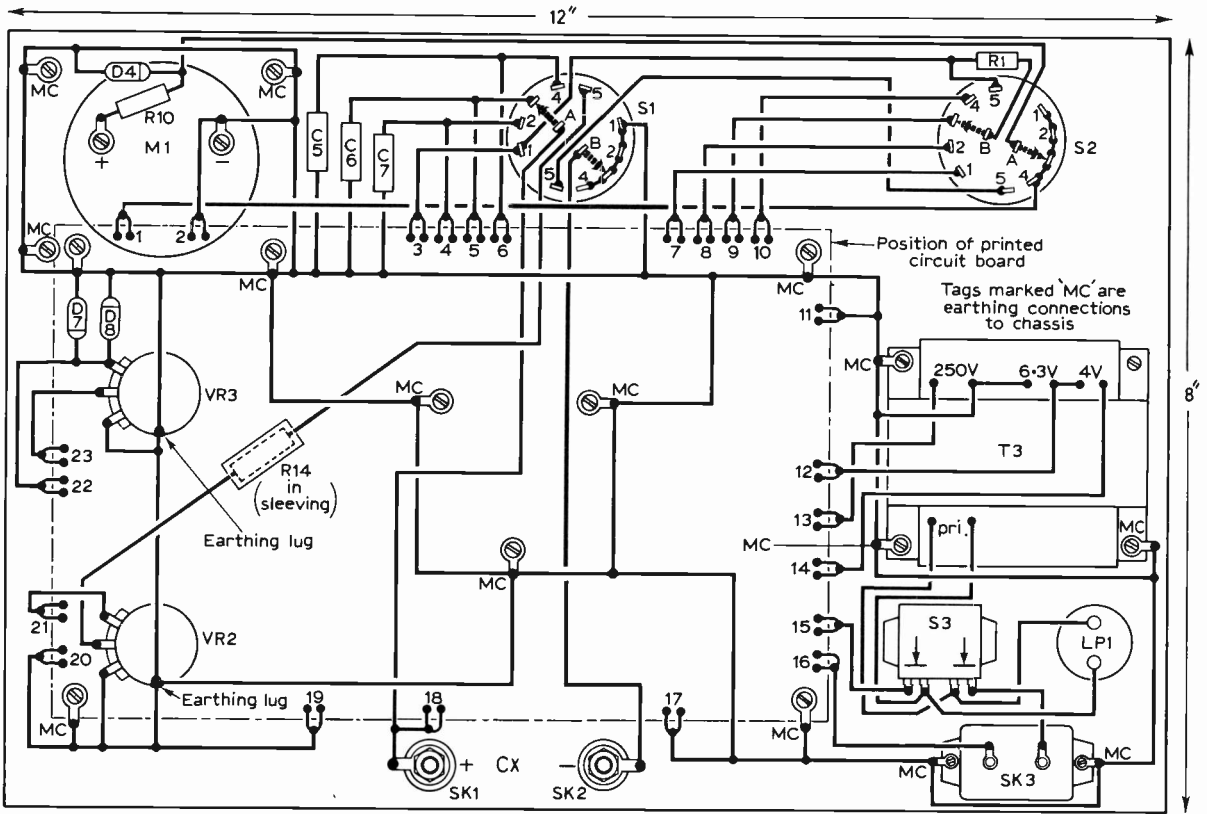 12"
MC
D4
MC
R10
M1
+
−
1
2
C5
C6
C7
4
5
S1
2
A
1
1
B
2
5
4
R1
5
4
1
2
B
A
S2
2
1
5
4
3
4
5
6
7
8
9
10
MC
MC
MC
Position of printed
circuit board
11
Tags marked 'MC' are
earthing connections
to chassis
D7
D8
VR3
MC
MC
MC
250V
6·3V
4V
8"
T3
23
22
R14
(in
sleeving)
Earthing lug
12
13
MC
pri.
MC
14
MC
21
20
VR2
Earthing lug
15
16
S3
LP1
MC
19
18
17
MC
+
Cx
−
SK1
SK2
MC
SK3
MC